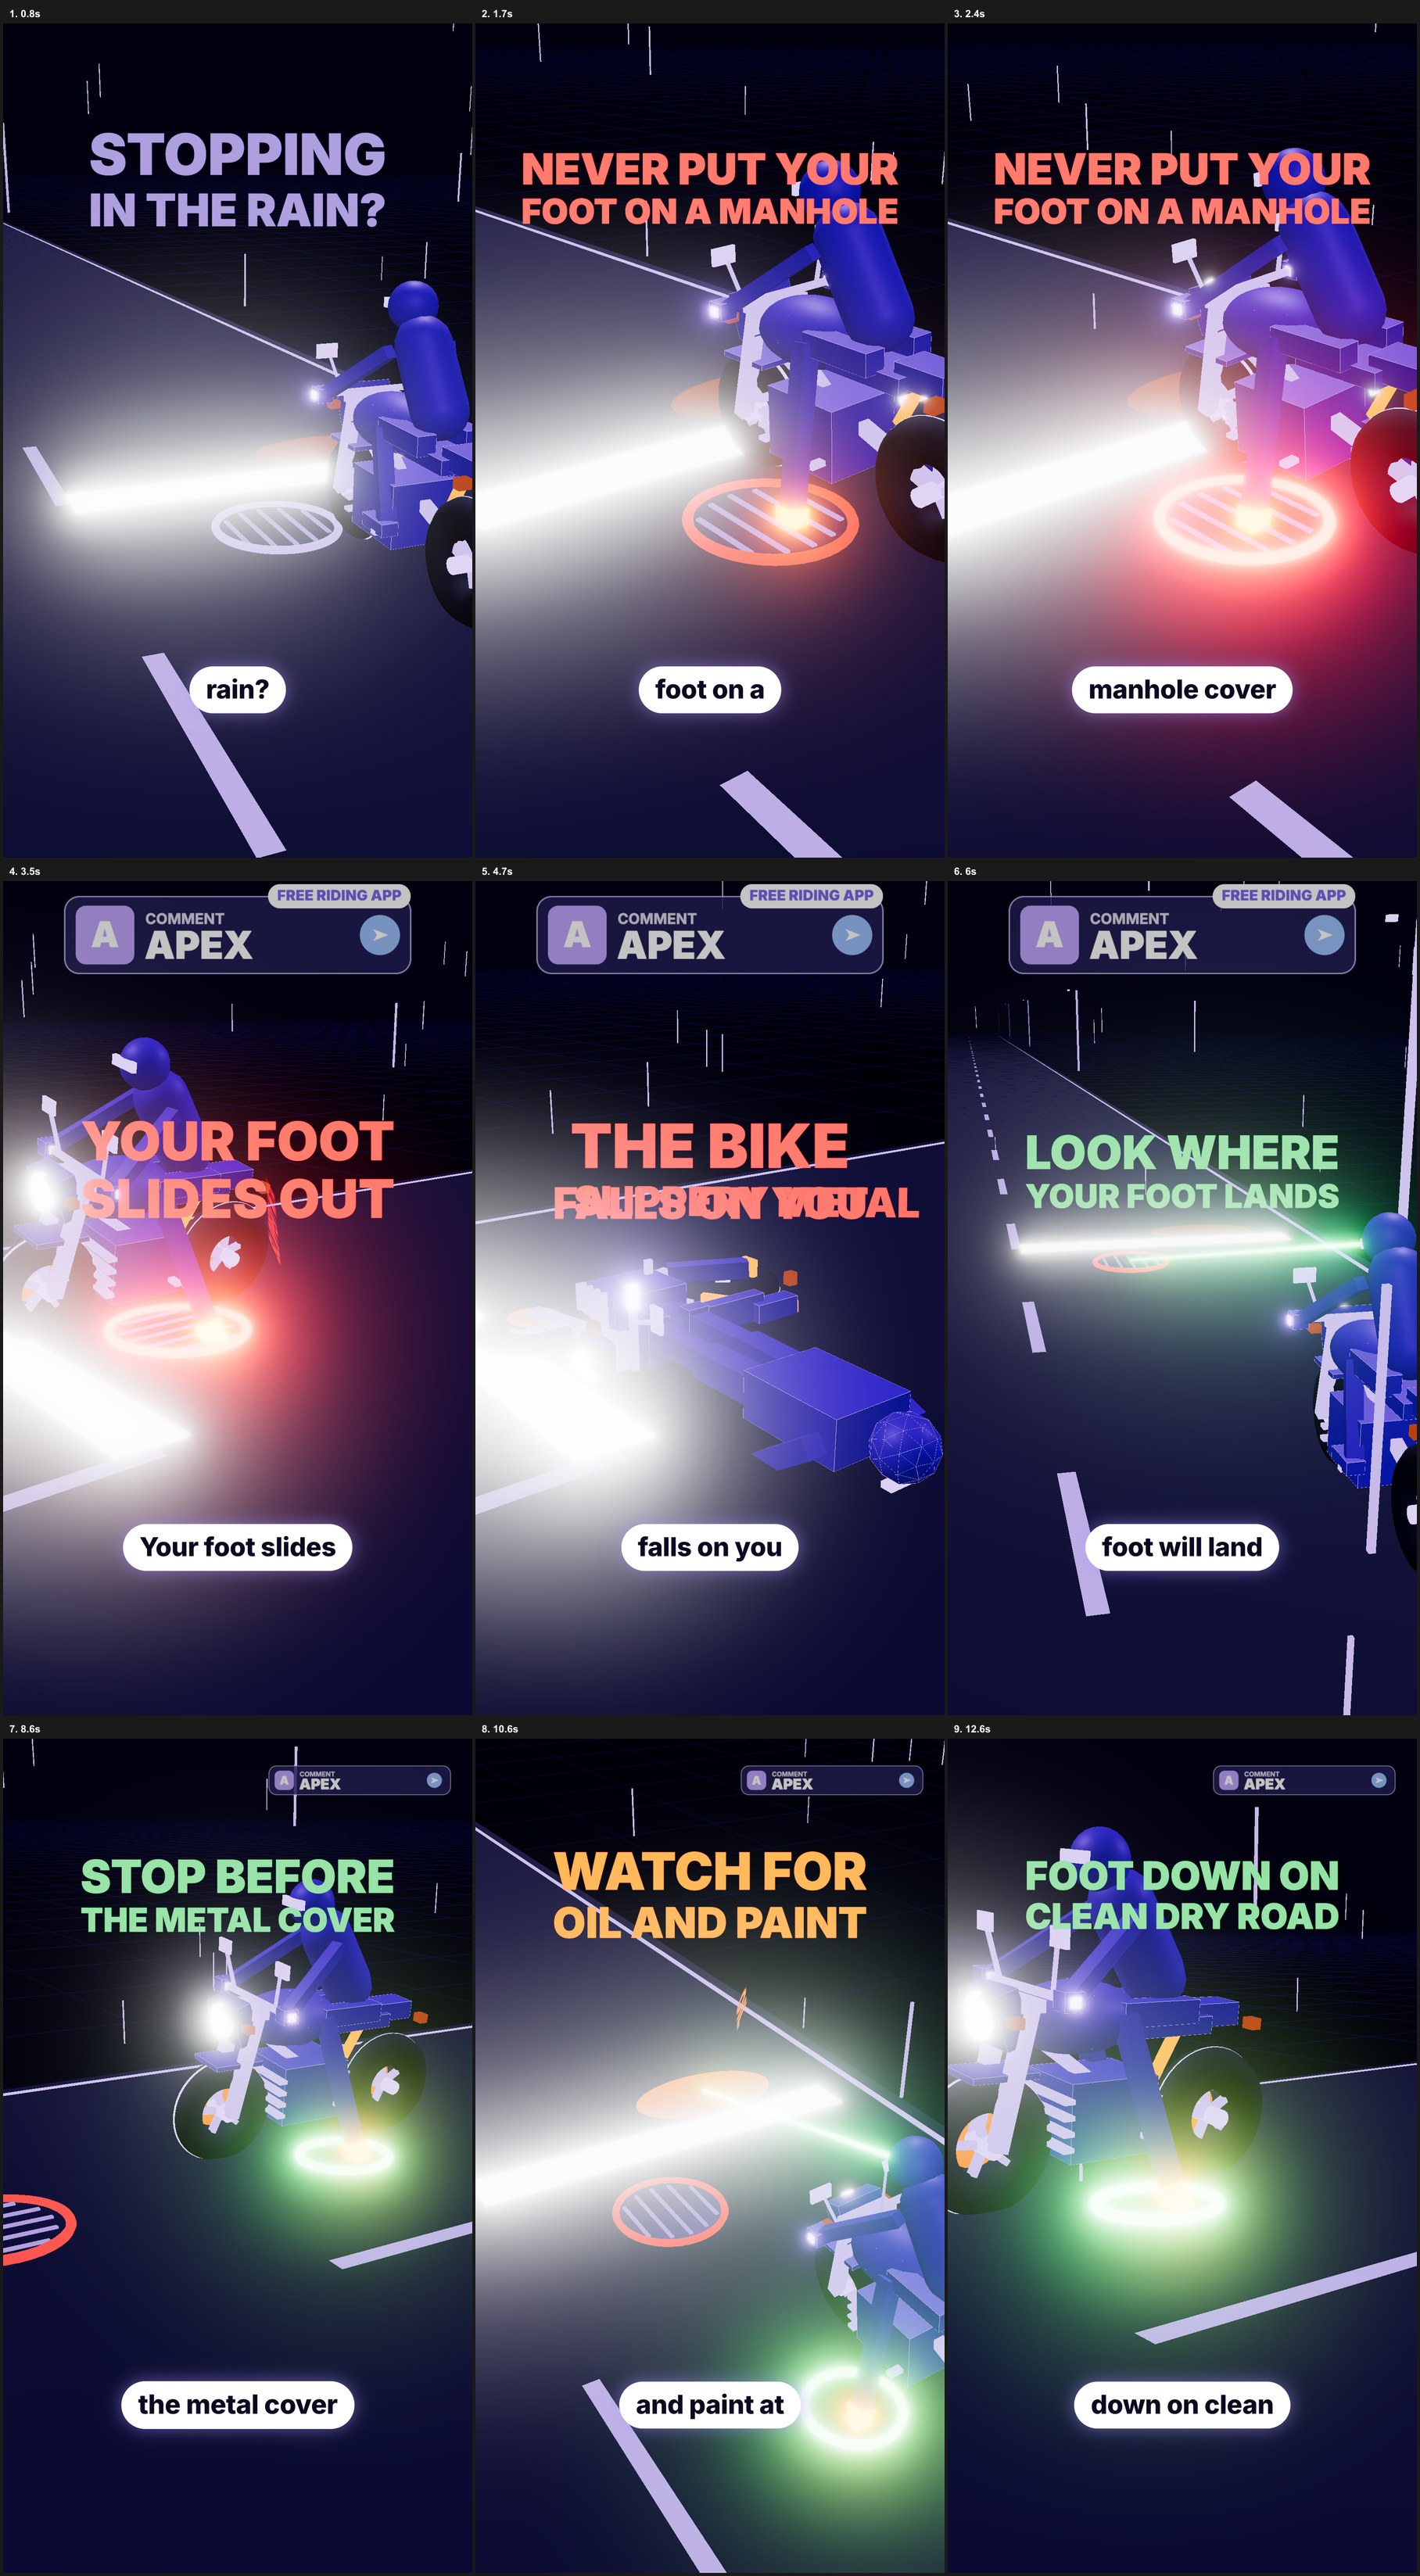 1. 0.8s
STOPPING
IN THE RAIN?
rain?
2. 1.7s
NEVER PUT YOUR
FOOT ON A MANHOLE
foot on a
3. 2.4s
NEVER PUT YOUR
FOOT ON A MANHOLE
manhole cover
4. 3.5s
FREE RIDING APP
A
COMMENT
APEX
YOUR FOOT
SLIDES OUT
Your foot slides
5. 4.7s
FREE RIDING APP
A
COMMENT
APEX
THE BIKE
FALLS ON YOU
falls on you
6. 6s
FREE RIDING APP
A
COMMENT
APEX
LOOK WHERE
YOUR FOOT LANDS
foot will land
7. 8.6s
A
COMMENT
APEX
STOP BEFORE
THE METAL COVER
the metal cover
8. 10.6s
A
COMMENT
APEX
WATCH FOR
OIL AND PAINT
and paint at
9. 12.6s
A
COMMENT
APEX
FOOT DOWN ON
CLEAN DRY ROAD
down on clean